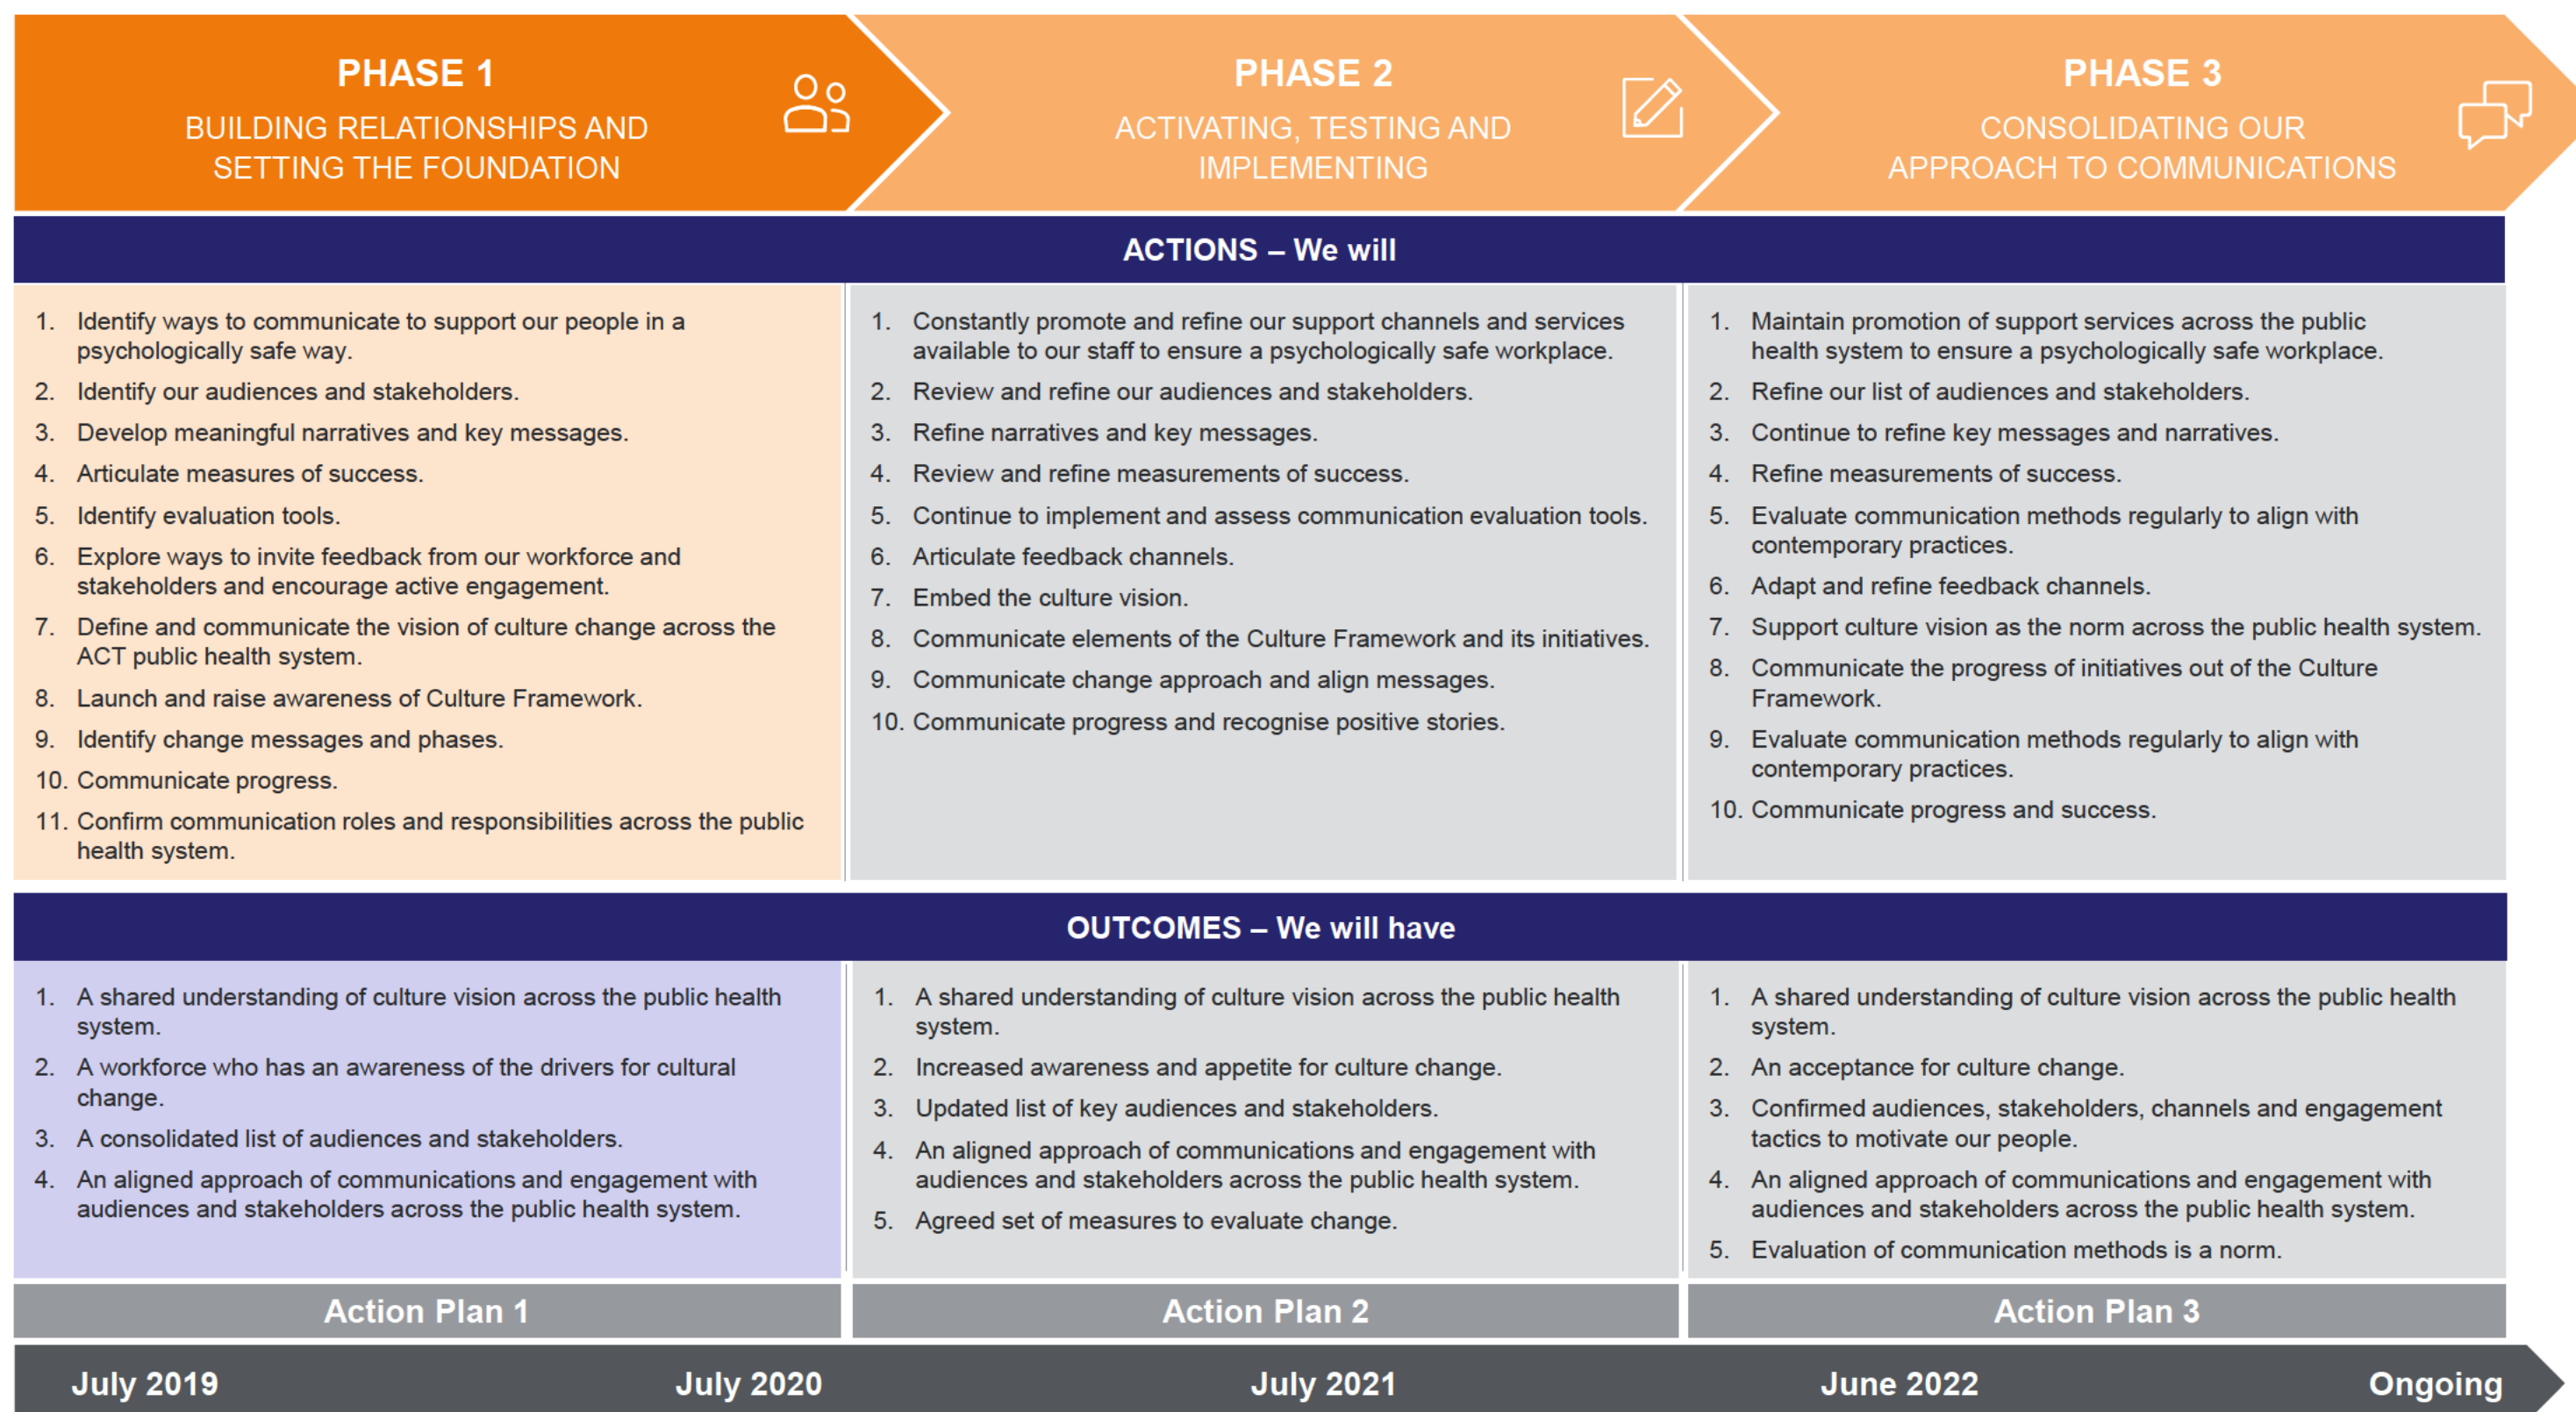 PHASE 1
BUILDING RELATIONSHIPS AND
SETTING THE FOUNDATION
PHASE 2
ACTIVATING, TESTING AND
IMPLEMENTING
PHASE 3
CONSOLIDATING OUR
APPROACH TO COMMUNICATIONS
ACTIONS – We will
1. Identify ways to communicate to support our people in a
psychologically safe way.
2. Identify our audiences and stakeholders.
3. Develop meaningful narratives and key messages.
4. Articulate measures of success.
5. Identify evaluation tools.
6. Explore ways to invite feedback from our workforce and
stakeholders and encourage active engagement.
7. Define and communicate the vision of culture change across the
ACT public health system.
8. Launch and raise awareness of Culture Framework.
9. Identify change messages and phases.
10. Communicate progress.
11. Confirm communication roles and responsibilities across the public
health system.
1. Constantly promote and refine our support channels and services
available to our staff to ensure a psychologically safe workplace.
2. Review and refine our audiences and stakeholders.
3. Refine narratives and key messages.
4. Review and refine measurements of success.
5. Continue to implement and assess communication evaluation tools.
6. Articulate feedback channels.
7. Embed the culture vision.
8. Communicate elements of the Culture Framework and its initiatives.
9. Communicate change approach and align messages.
10. Communicate progress and recognise positive stories.
1. Maintain promotion of support services across the public
health system to ensure a psychologically safe workplace.
2. Refine our list of audiences and stakeholders.
3. Continue to refine key messages and narratives.
4. Refine measurements of success.
5. Evaluate communication methods regularly to align with
contemporary practices.
6. Adapt and refine feedback channels.
7. Support culture vision as the norm across the public health system.
8. Communicate the progress of initiatives out of the Culture
Framework.
9. Evaluate communication methods regularly to align with
contemporary practices.
10. Communicate progress and success.
OUTCOMES – We will have
1. A shared understanding of culture vision across the public health
system.
2. A workforce who has an awareness of the drivers for cultural
change.
3. A consolidated list of audiences and stakeholders.
4. An aligned approach of communications and engagement with
audiences and stakeholders across the public health system.
1. A shared understanding of culture vision across the public health
system.
2. Increased awareness and appetite for culture change.
3. Updated list of key audiences and stakeholders.
4. An aligned approach of communications and engagement with
audiences and stakeholders across the public health system.
5. Agreed set of measures to evaluate change.
1. A shared understanding of culture vision across the public health
system.
2. An acceptance for culture change.
3. Confirmed audiences, stakeholders, channels and engagement
tactics to motivate our people.
4. An aligned approach of communications and engagement with
audiences and stakeholders across the public health system.
5. Evaluation of communication methods is a norm.
Action Plan 1
Action Plan 2
Action Plan 3
July 2019
July 2020
July 2021
June 2022
Ongoing